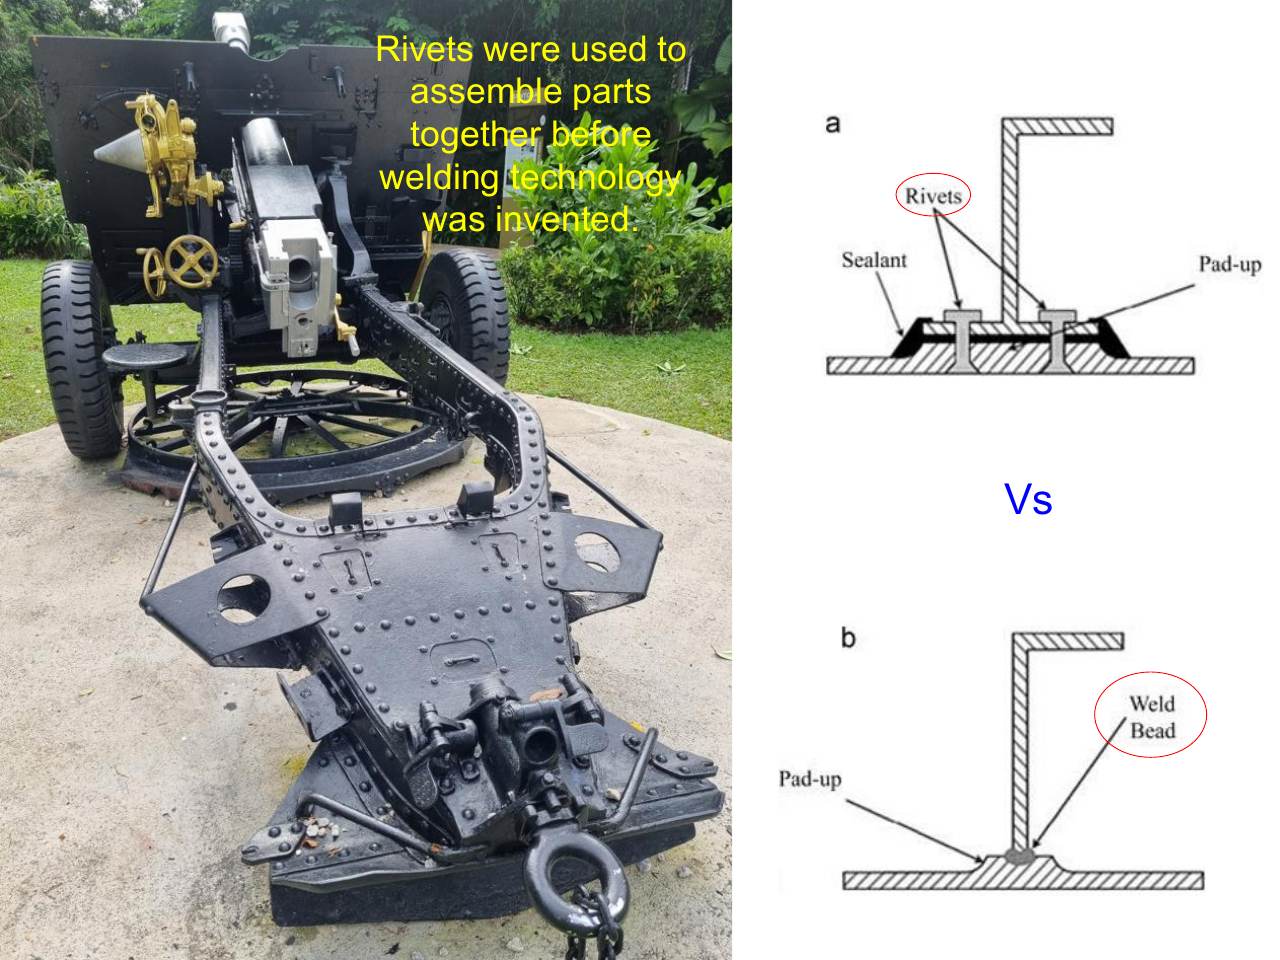 Rivets were used to
assemble parts
together before
welding technology
was invented.
a
Rivets
Sealant
Pad-up
Vs
b
Weld
Bead
Pad-up